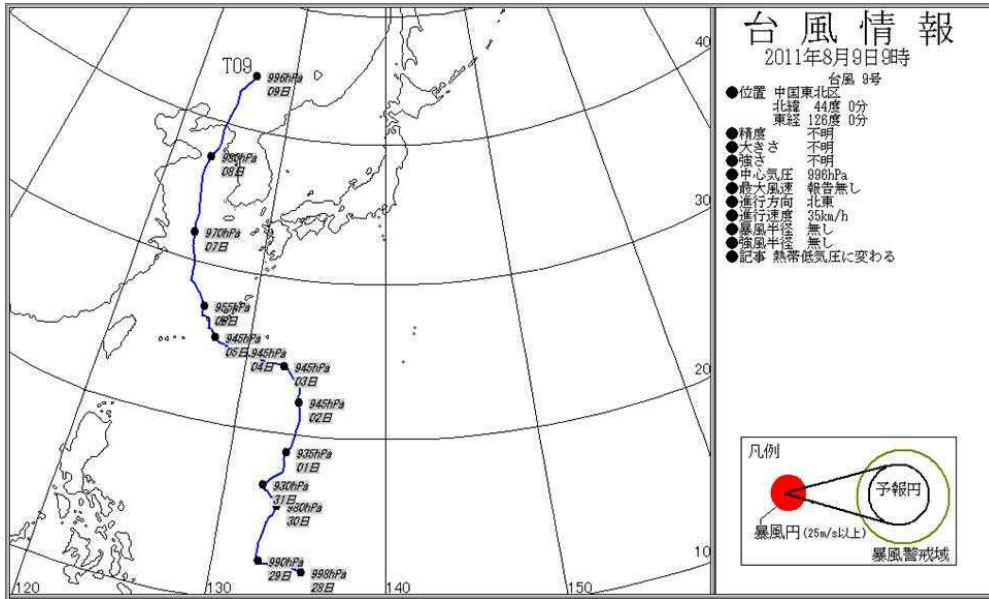 T09
996hPa
09日
980hPa
08日
970hPa
07日
955hPa
06日
945hPa
05日
945hPa
04日
945hPa
03日
945hPa
02日
935hPa
01日
930hPa
31日
980hPa
30日
990hPa
29日
998hPa
28日
120
130
140
150
40
30
20
10
台風情報
2011年8月9日9時
台風 9号
●位置 中国東北区
北緯 44度 0分
東経 126度 0分
●精度 不明
●大きさ 不明
●強さ 不明
●中心気圧 996hPa
●最大風速 報告無し
●進行方向 北東
●進行速度 35km/h
●暴風半径 無し
●強風半径 無し
●記事 熱帯低気圧に変わる
凡例
予報円
暴風円(25m/s以上)
暴風警戒域